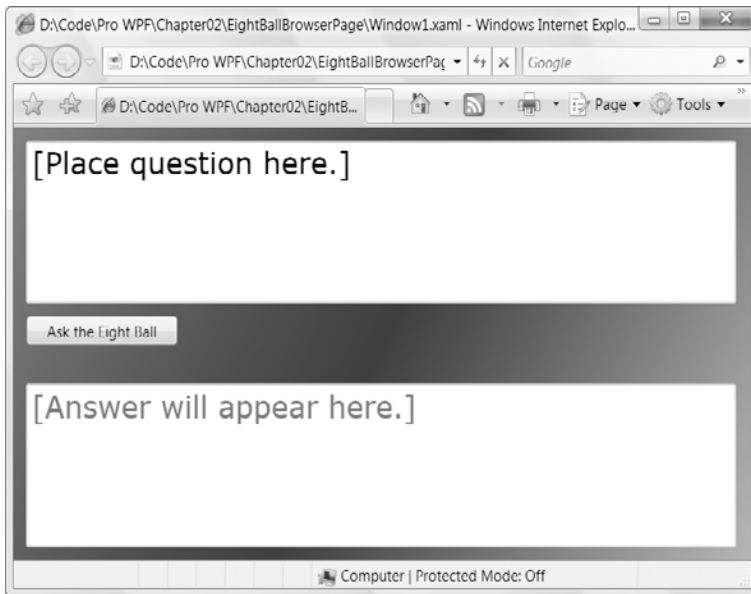 D:\Code\Pro WPF\Chapter02\EightBallBrowserPage\Window1.xaml - Windows Internet Explo...
D:\Code\Pro WPF\Chapter02\EightBallBrowserPag
Google
D:\Code\Pro WPF\Chapter02\EightB...
Page
Tools
[Place question here.]
Ask the Eight Ball
[Answer will appear here.]
Computer | Protected Mode: Off